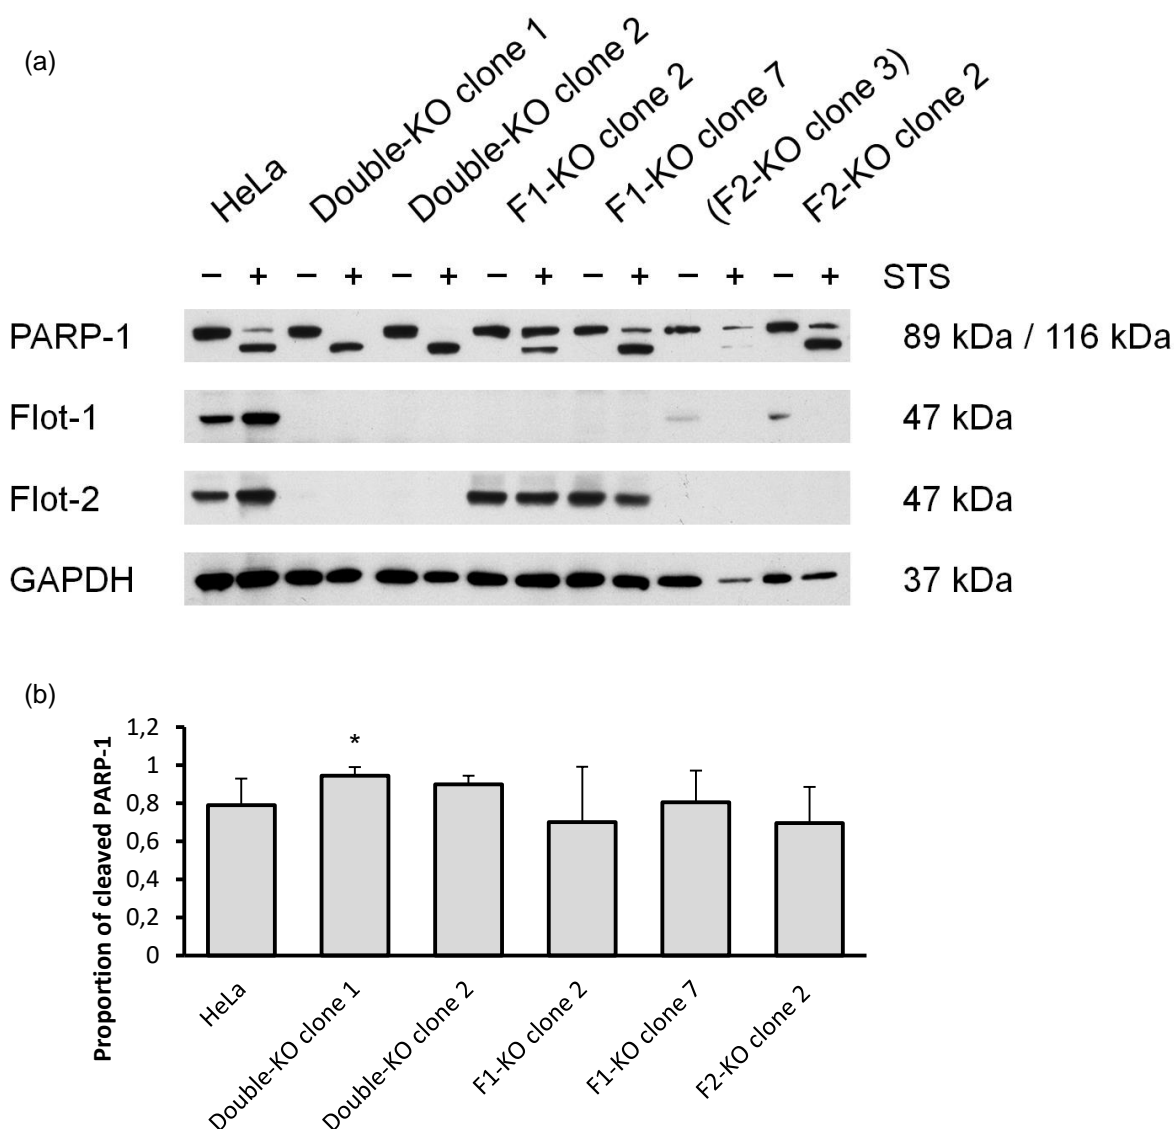 (a)
HeLa
Double-KO clone 1
Double-KO clone 2
F1-KO clone 2
F1-KO clone 7
(F2-KO clone 3)
F2-KO clone 2
− + − + − + − + − + − + − + STS
PARP-1 89 kDa / 116 kDa
Flot-1 47 kDa
Flot-2 47 kDa
GAPDH 37 kDa
(b)
Proportion of cleaved PARP-1
1,2
1
0,8
0,6
0,4
0,2
0
*
HeLa
Double-KO clone 1
Double-KO clone 2
F1-KO clone 2
F1-KO clone 7
F2-KO clone 2